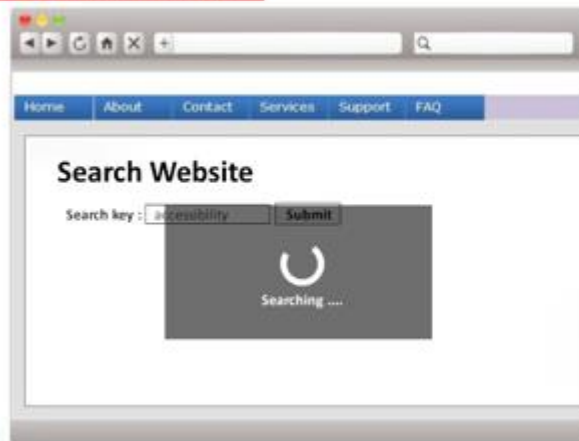 Home About Contact Services Support FAQ
Search Website
Search key : accessibility Submit
Searching ....